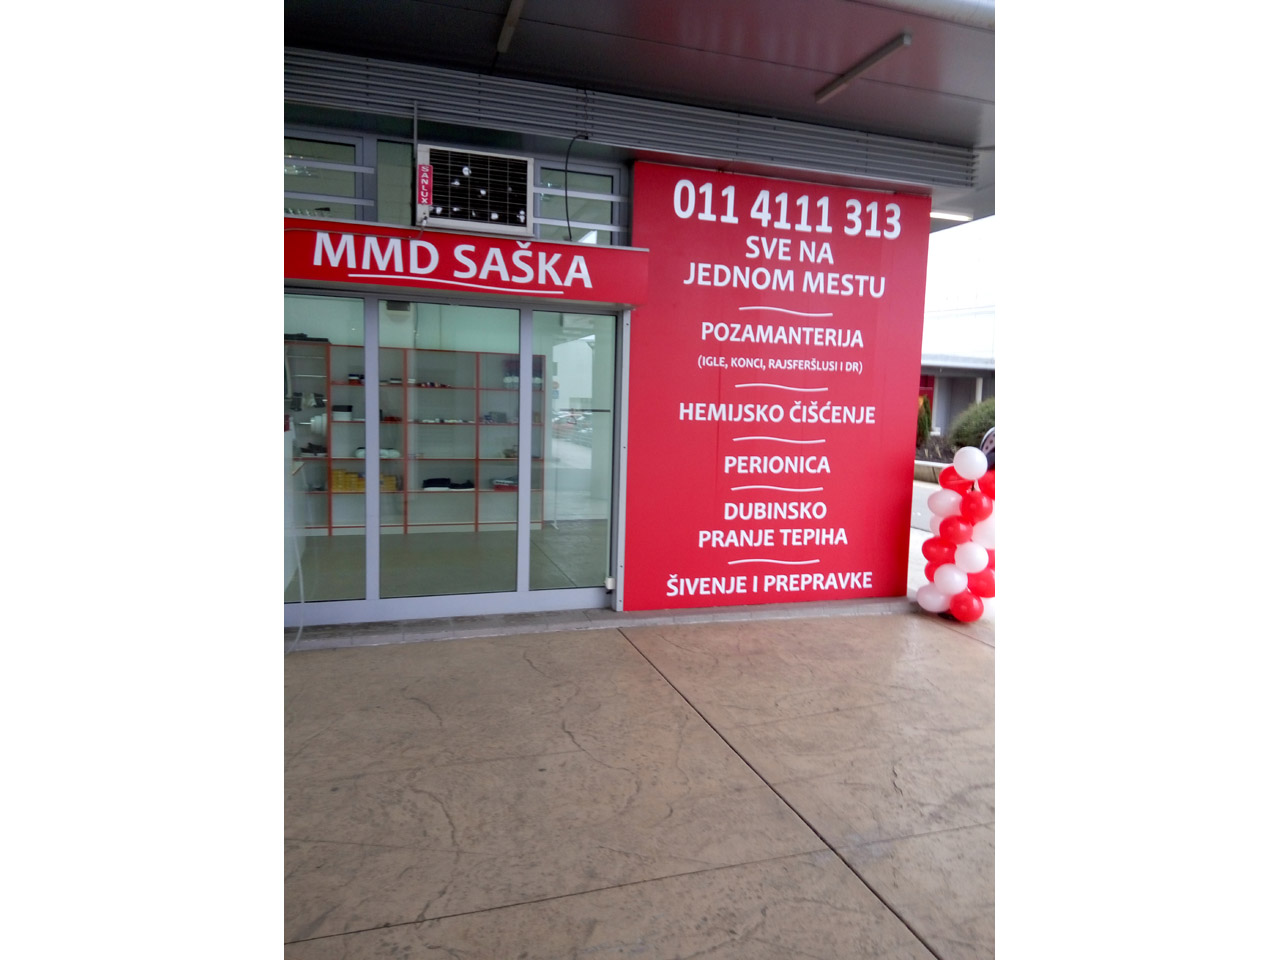 SANLUX
MMD SAŠKA
011 4111 313
SVE NA
JEDNOM MESTU
POZAMANTERIJA
(IGLE, KONCI, RAJSFERŠLUSI I DR)
HEMIJSKO ČIŠĆENJE
PERIONICA
DUBINSKO
PRANJE TEPIHA
ŠIVENJE I PREPRAVKE